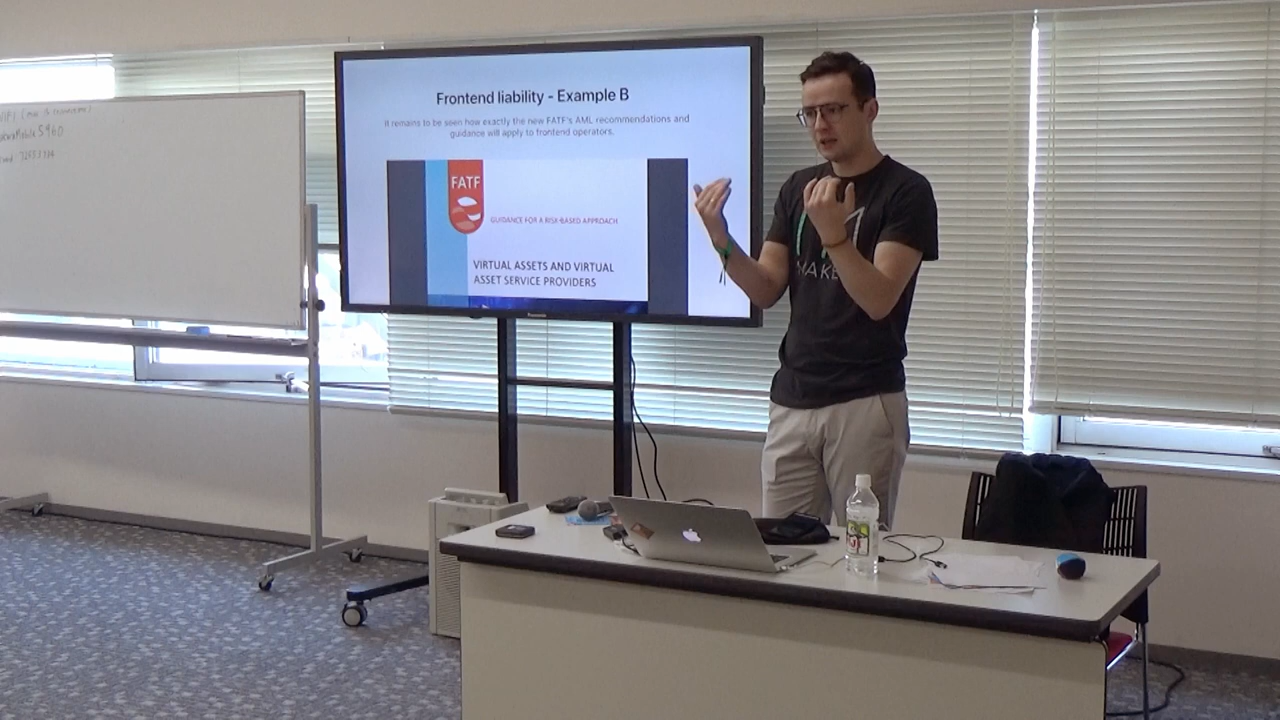 Frontend liability - Example B
It remains to be seen how exactly the new FATF's AML recommendations and
guidance will apply to frontend operators.
FATF
GUIDANCE FOR A RISK-BASED APPROACH
VIRTUAL ASSETS AND VIRTUAL
ASSET SERVICE PROVIDERS
Panasonic
MAKE